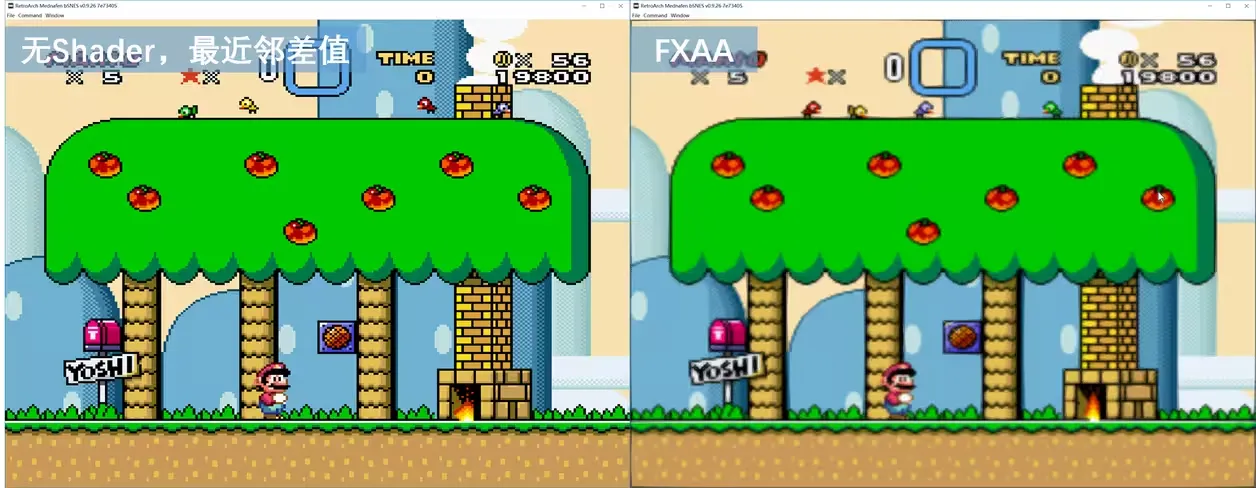 RetroArch Mednafen bSNES v0.9.26 7e73405
File Command Window
无Shader，最近邻差值
TIME
x 56
x 5
x
0
0
19800
YOSHI
RetroArch Mednafen bSNES v0.9.26 7e73405
File Command Window
FXAA
TIME
x 56
x 5
x
0
0
19800
YOSHI